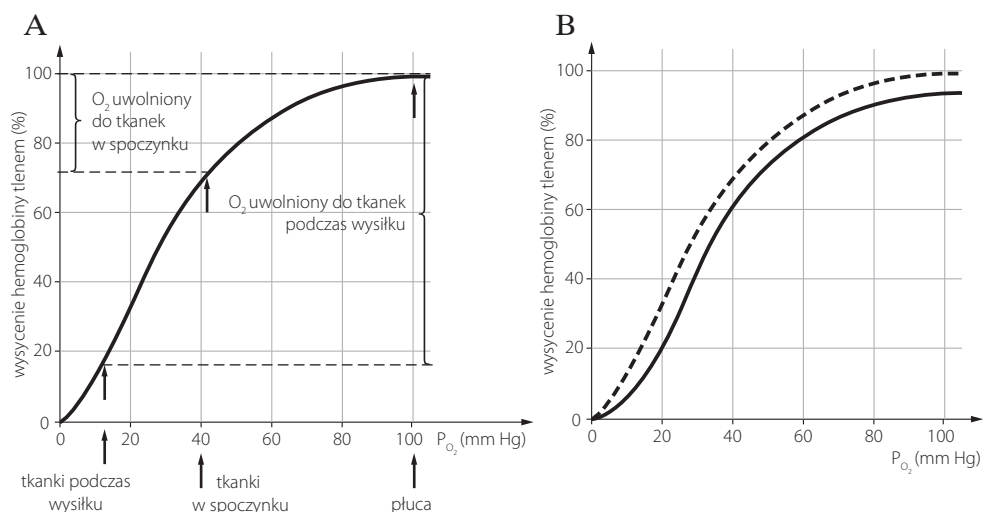 A
wysycenie hemoglobiny tlenem (%)
100
80
60
40
20
0
O₂ uwolniony
do tkanek
w spoczynku
O₂ uwolniony do tkanek
podczas wysiłku
0 20 40 60 80 100 P_O₂ (mm Hg)
tkanki podczas
wysiłku
tkanki
w spoczynku
płuca
B
wysycenie hemoglobiny tlenem (%)
100
80
60
40
20
0
0 20 40 60 80 100
P_O₂ (mm Hg)